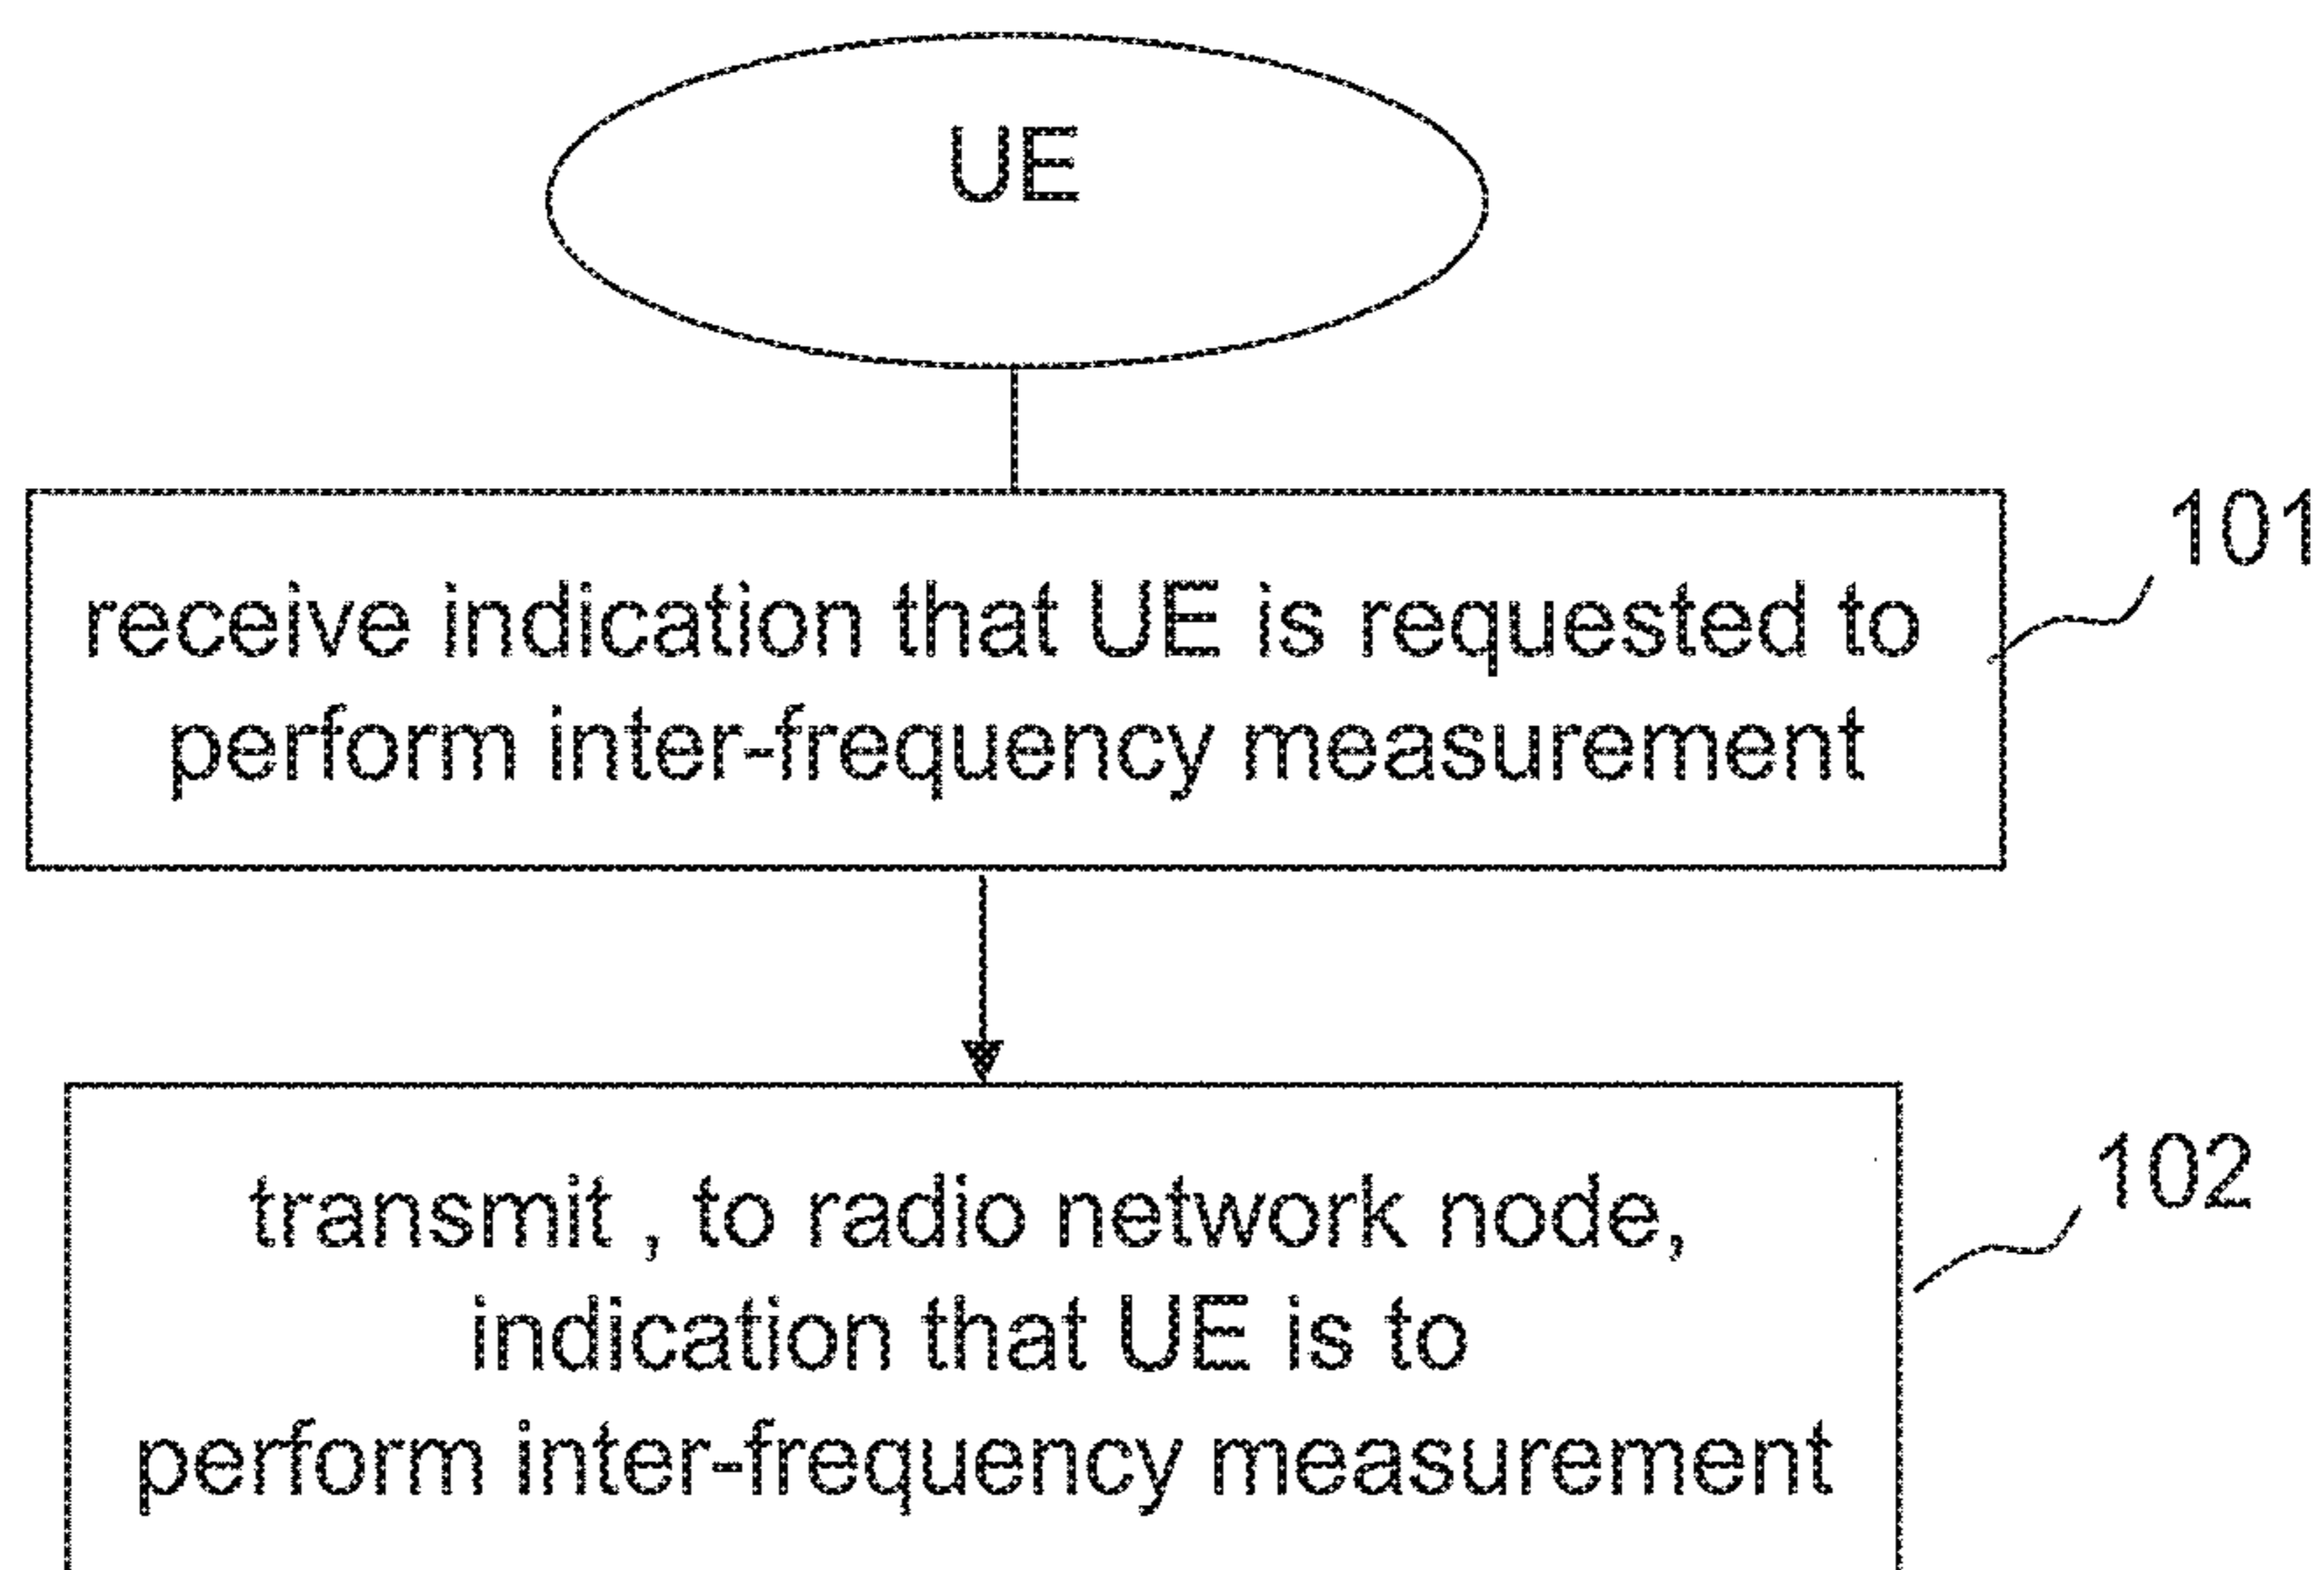 UE
101
receive indication that UE is requested to
perform inter-frequency measurement
102
transmit , to radio network node,
indication that UE is to
perform inter-frequency measurement